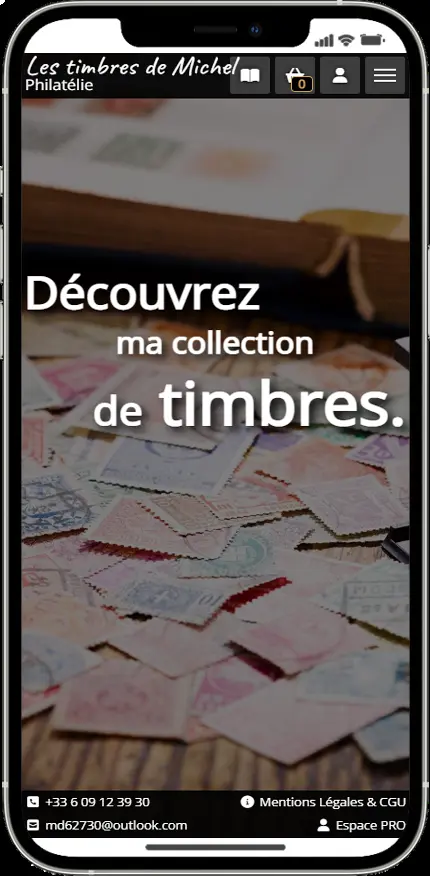 Les timbres de Michel
Philatélie
0
Découvrez
ma collection
de timbres.
+33 6 09 12 39 30
Mentions Légales & CGU
md62730@outlook.com
Espace PRO